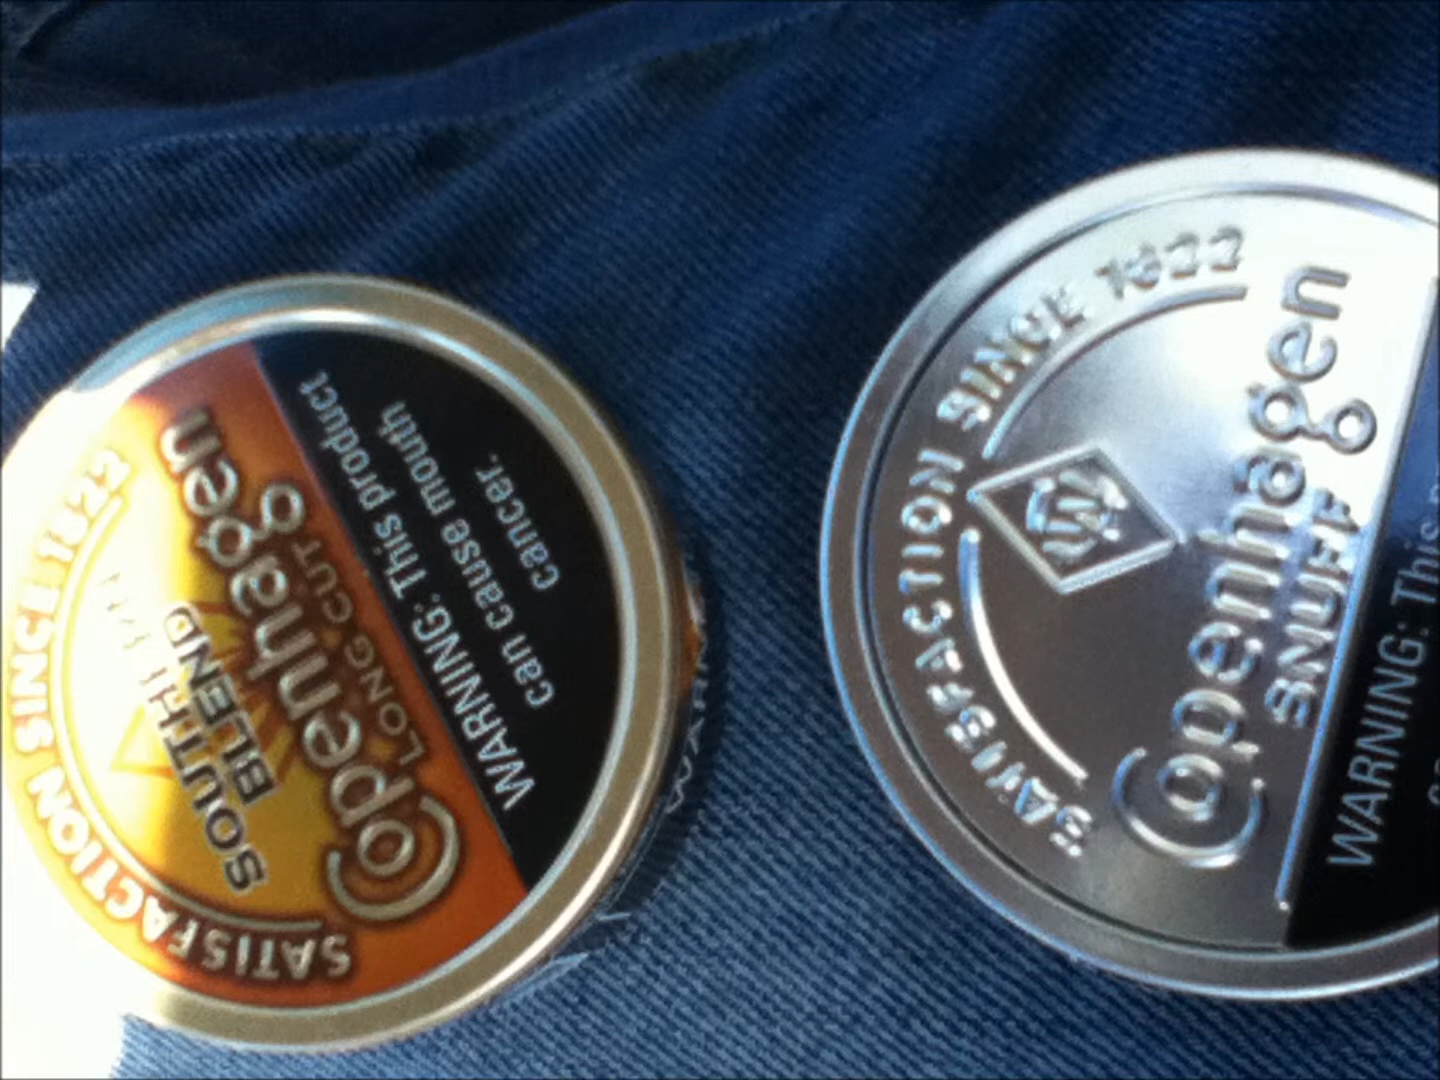 SATISFACTION SINCE 1822
SOUTHERN
BLEND
Copenhagen
LONG CUT
WARNING: This product
can cause mouth
cancer.
SATISFACTION SINCE 1822
W
Copenhagen
SNUFF
WARNING: This